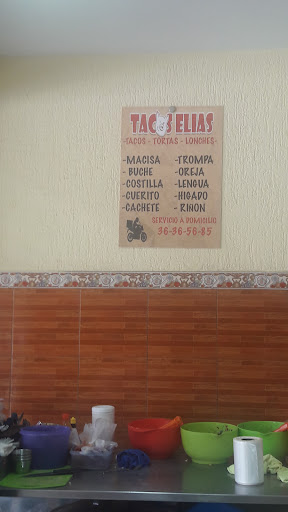 TACOS ELIAS
-TACOS - TORTAS - LONCHES-
-MACISA
- BUCHE
-COSTILLA
-CUERITO
-CACHETE
-TROMPA
-OREJA
-LENGUA
-HIGADO
- RIÑON
SERVICIO A DOMICILIO
36-36-56-85